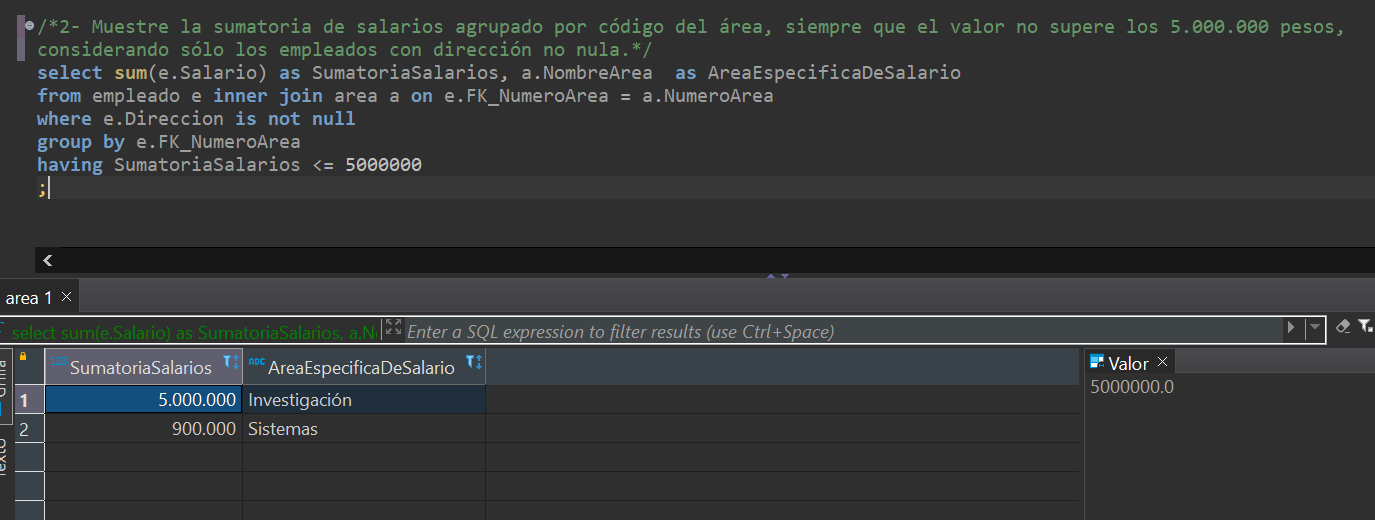 /*2- Muestre la sumatoria de salarios agrupado por código del área, siempre que el valor no supere los 5.000.000 pesos,
considerando sólo los empleados con dirección no nula.*/
select sum(e.Salario) as SumatoriaSalarios, a.NombreArea  as AreaEspecificaDeSalario
from empleado e inner join area a on e.FK_NumeroArea = a.NumeroArea
where e.Direccion is not null
group by e.FK_NumeroArea
having SumatoriaSalarios <= 5000000
;
area 1
select sum(e.Salario) as SumatoriaSalarios, a.N
Enter a SQL expression to filter results (use Ctrl+Space)
123 SumatoriaSalarios
ABC AreaEspecificaDeSalario
Valor
1 5.000.000 Investigación
5000000.0
2 900.000 Sistemas